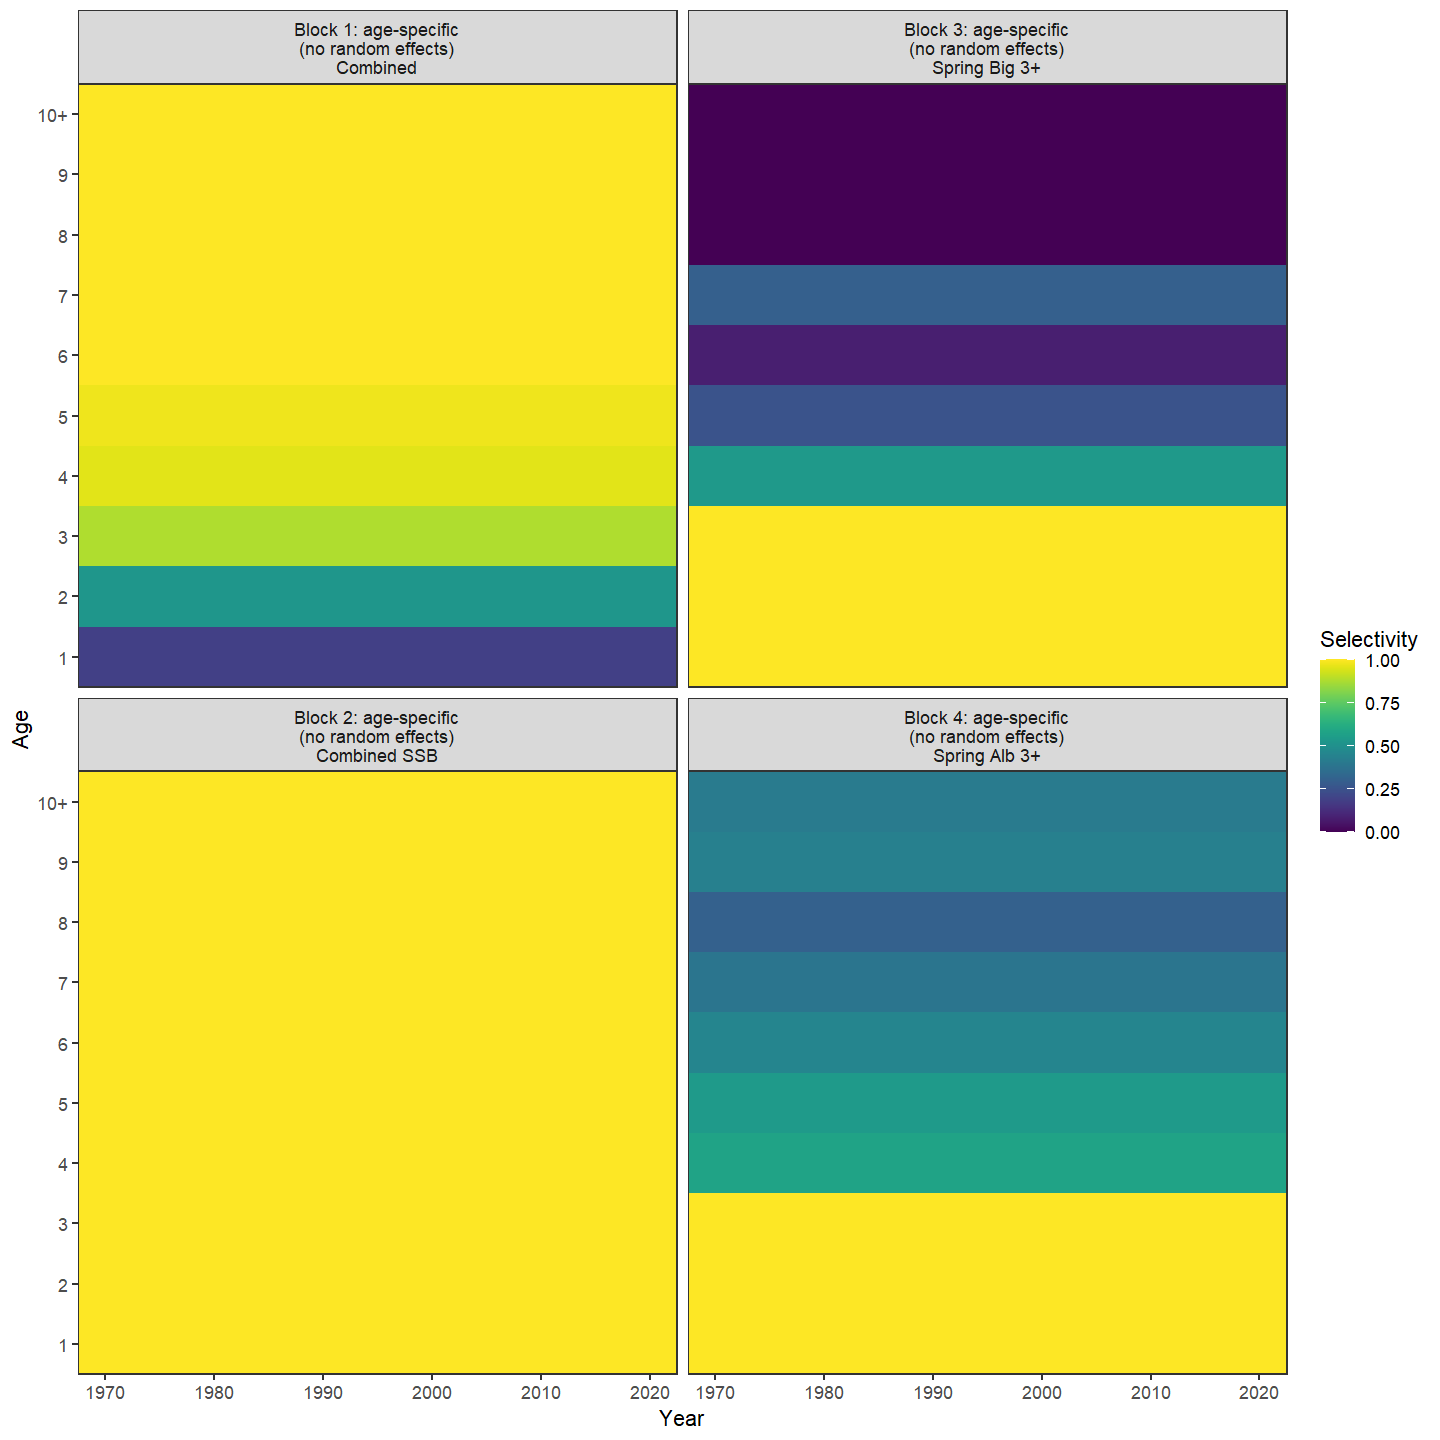 Block 1: age-specific
(no random effects)
Combined
Block 3: age-specific
(no random effects)
Spring Big 3+
10+
9
8
7
6
5
4
3
2
1
Block 2: age-specific
(no random effects)
Combined SSB
Block 4: age-specific
(no random effects)
Spring Alb 3+
10+
9
8
7
6
5
4
3
2
1
Age
1970 1980 1990 2000 2010 2020 1970 1980 1990 2000 2010 2020
Year
Selectivity
1.00
0.75
0.50
0.25
0.00